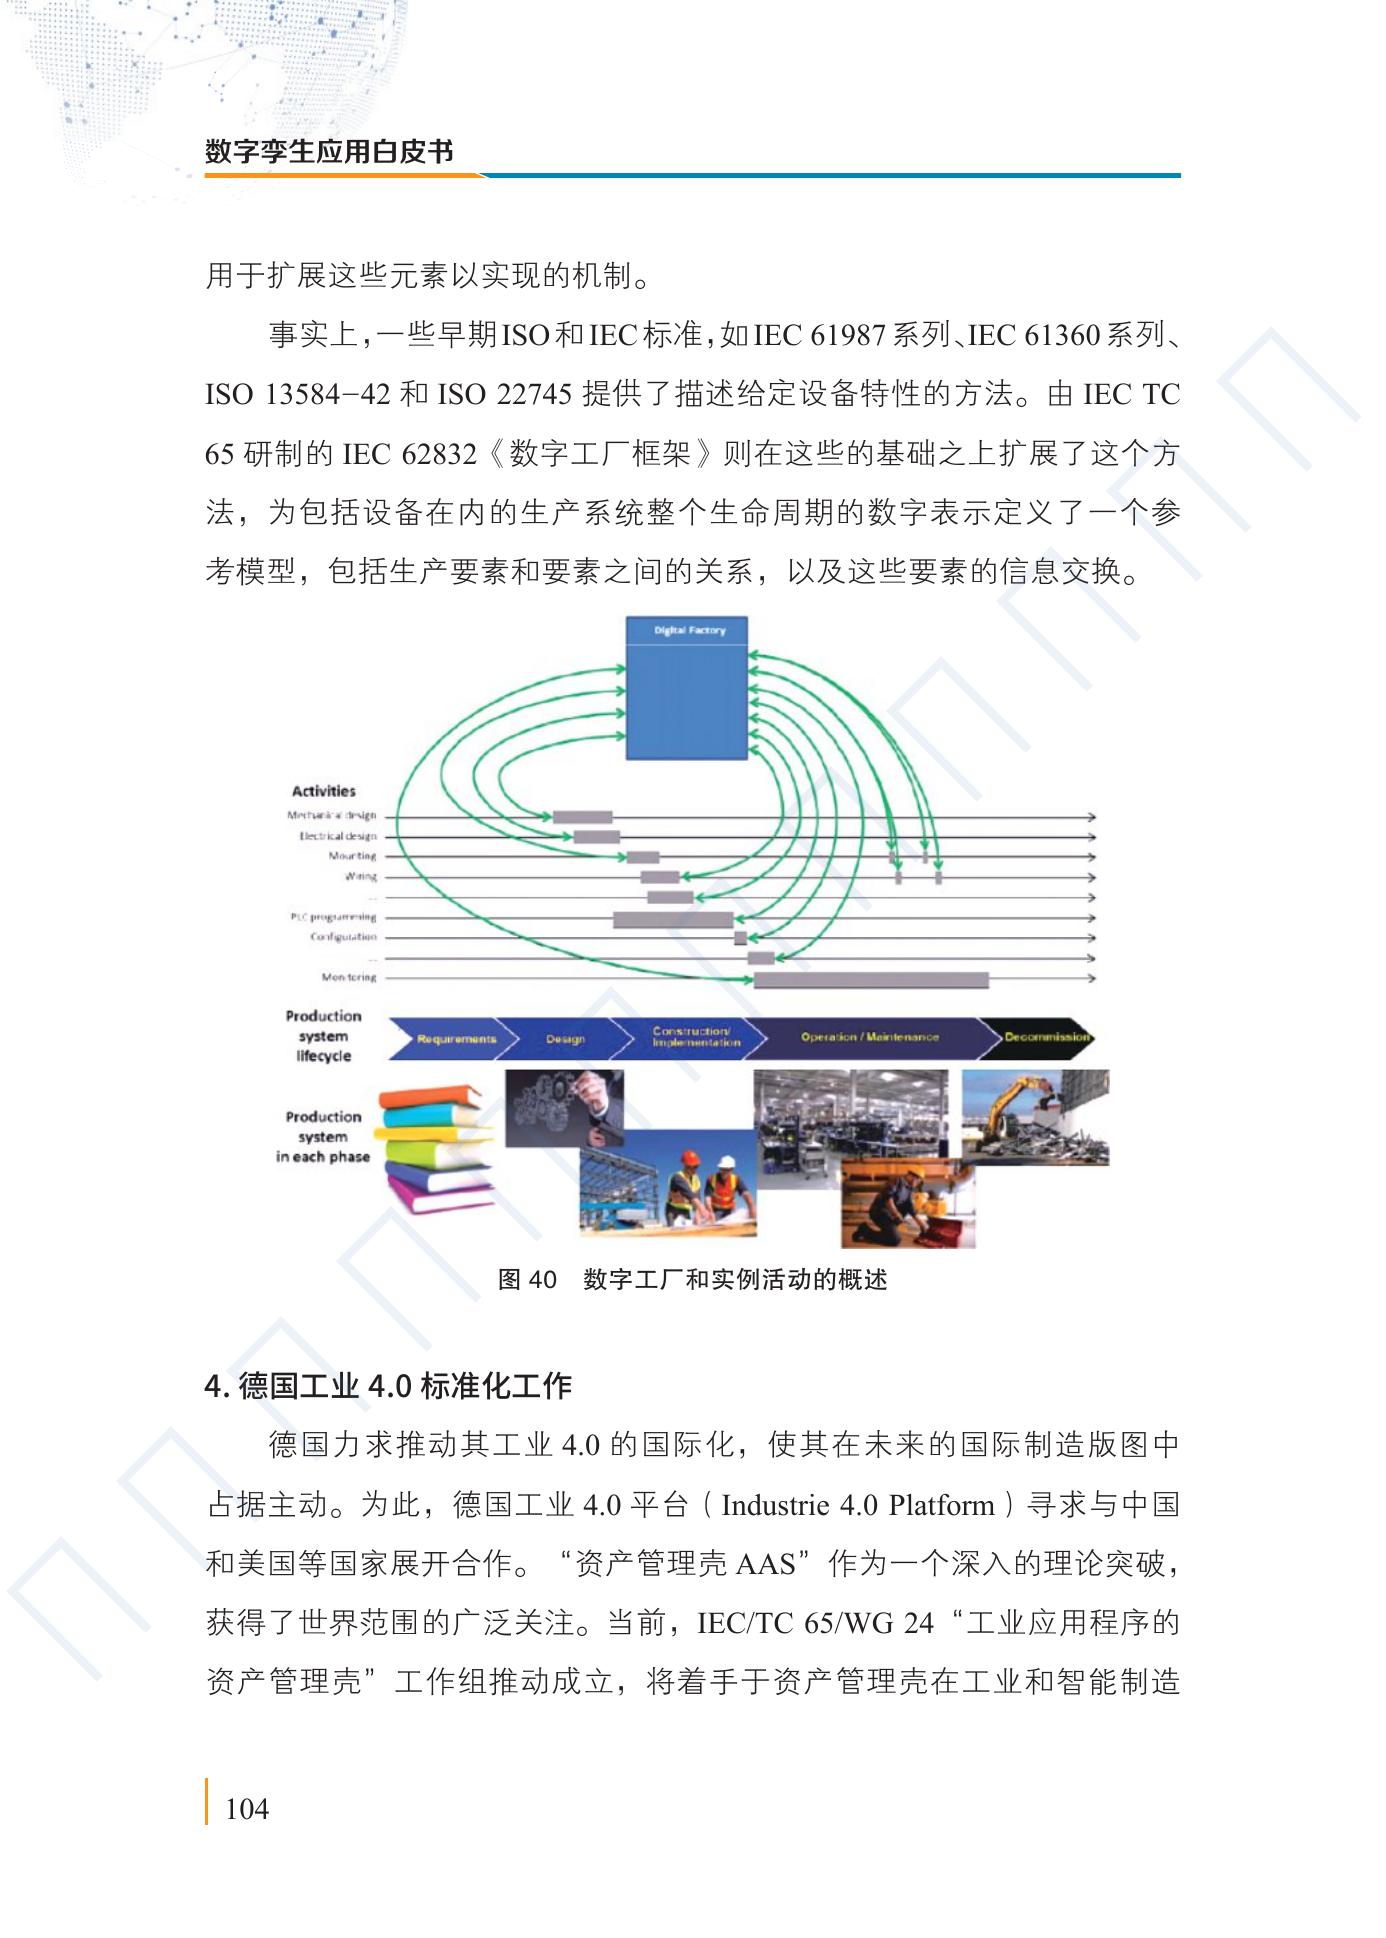 数字孪生应用白皮书
用于扩展这些元素以实现的机制。
事实上，一些早期ISO和IEC标准，如IEC 61987系列、IEC 61360系列、
ISO 13584-42 和 ISO 22745 提供了描述给定设备特性的方法。由 IEC TC
65 研制的 IEC 62832《数字工厂框架》则在这些的基础之上扩展了这个方
法，为包括设备在内的生产系统整个生命周期的数字表示定义了一个参
考模型，包括生产要素和要素之间的关系，以及这些要素的信息交换。
Digital Factory
Activities
Mechanical design
Electrical design
Mounting
Wiring
...
PLC programming
Configuration
...
Monitoring
Production
system
lifecycle
Requirements
Design
Construction/
Implementation
Operation / Maintenance
Decommission
Production
system
in each phase
图 40 数字工厂和实例活动的概述
4. 德国工业 4.0 标准化工作
德国力求推动其工业 4.0 的国际化，使其在未来的国际制造版图中
占据主动。为此，德国工业 4.0 平台（Industrie 4.0 Platform）寻求与中国
和美国等国家展开合作。“资产管理壳 AAS”作为一个深入的理论突破，
获得了世界范围的广泛关注。当前，IEC/TC 65/WG 24“工业应用程序的
资产管理壳”工作组推动成立，将着手于资产管理壳在工业和智能制造
104